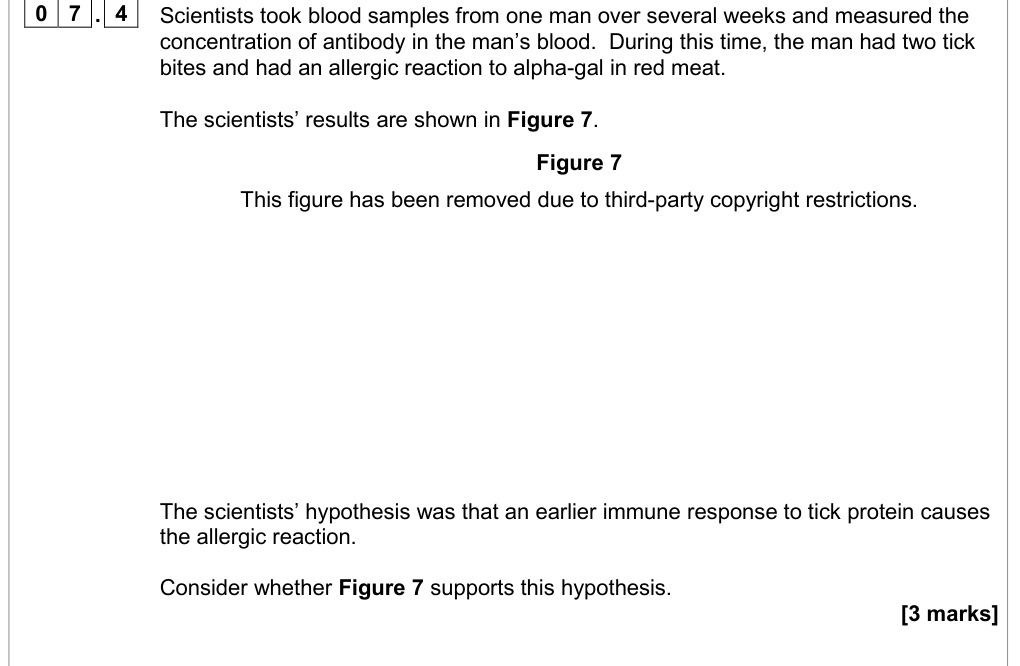 0 7 . 4 Scientists took blood samples from one man over several weeks and measured the
concentration of antibody in the man's blood. During this time, the man had two tick
bites and had an allergic reaction to alpha-gal in red meat.
The scientists' results are shown in Figure 7.
Figure 7
This figure has been removed due to third-party copyright restrictions.
The scientists' hypothesis was that an earlier immune response to tick protein causes
the allergic reaction.
Consider whether Figure 7 supports this hypothesis.
[3 marks]